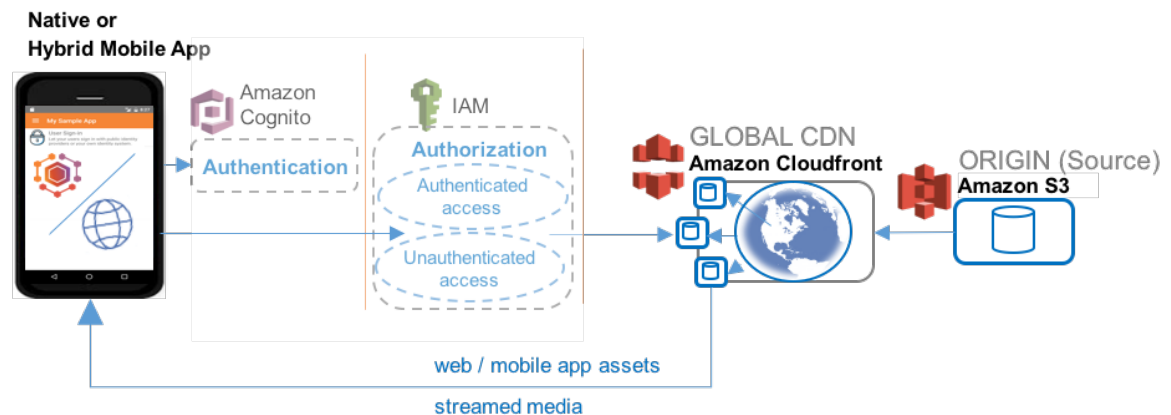 Native or
Hybrid Mobile App
My Sample App
User Sign in
Amazon
Cognito
Authentication
IAM
Authorization
Authenticated
access
Unauthenticated
access
GLOBAL CDN
Amazon Cloudfront
ORIGIN (Source)
Amazon S3
web / mobile app assets
streamed media